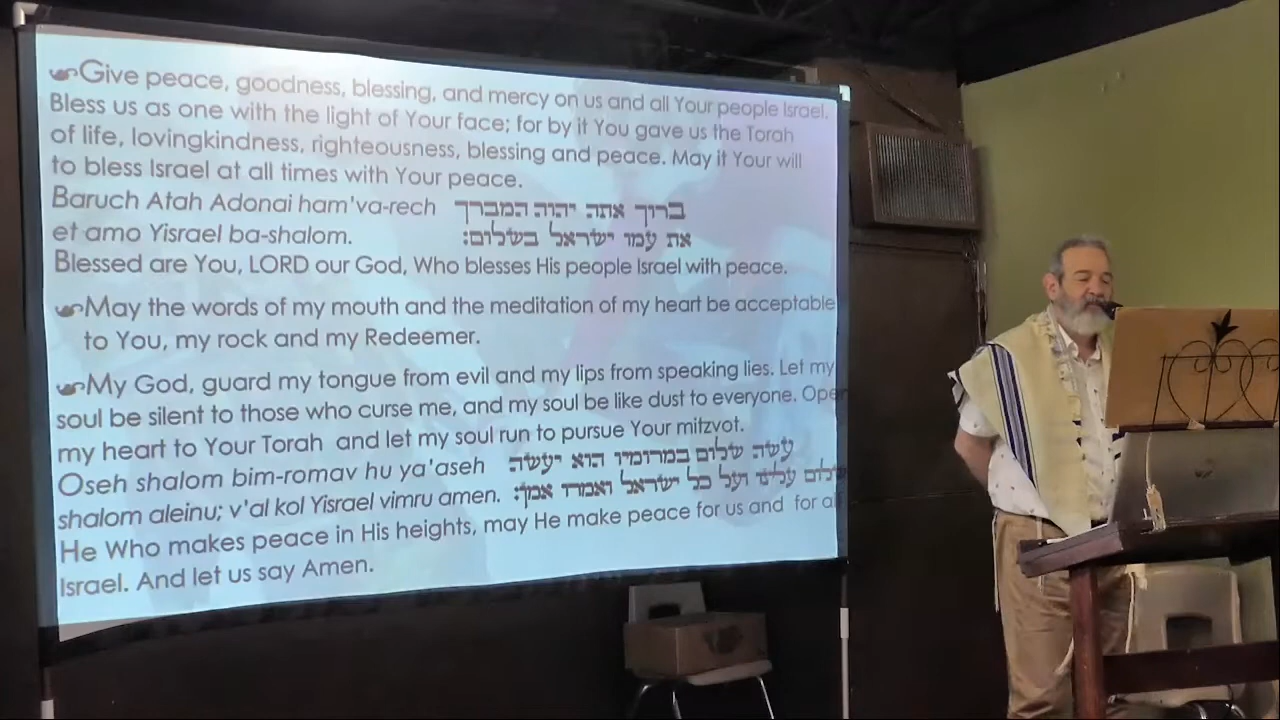 Give peace, goodness, blessing, and mercy on us and all Your people Israel.
Bless us as one with the light of Your face; for by it You gave us the Torah
of life, lovingkindness, righteousness, blessing and peace. May it Your will
to bless Israel at all times with Your peace.
Baruch Atah Adonai ham'va-rech ברוך אתה יהוה המברך
et amo Yisrael ba-shalom. את עמו ישראל בשלום:
Blessed are You, LORD our God, Who blesses His people Israel with peace.
May the words of my mouth and the meditation of my heart be acceptable
to You, my rock and my Redeemer.
My God, guard my tongue from evil and my lips from speaking lies. Let my
soul be silent to those who curse me, and my soul be like dust to everyone. Open
my heart to Your Torah and let my soul run to pursue Your mitzvot.
Oseh shalom bim-romav hu ya'aseh עשה שלום במרומיו הוא יעשה
shalom aleinu; v'al kol Yisrael vimru amen. שלום עלינו ועל כל ישראל ואמרו אמן:
He Who makes peace in His heights, may He make peace for us and for all
Israel. And let us say Amen.